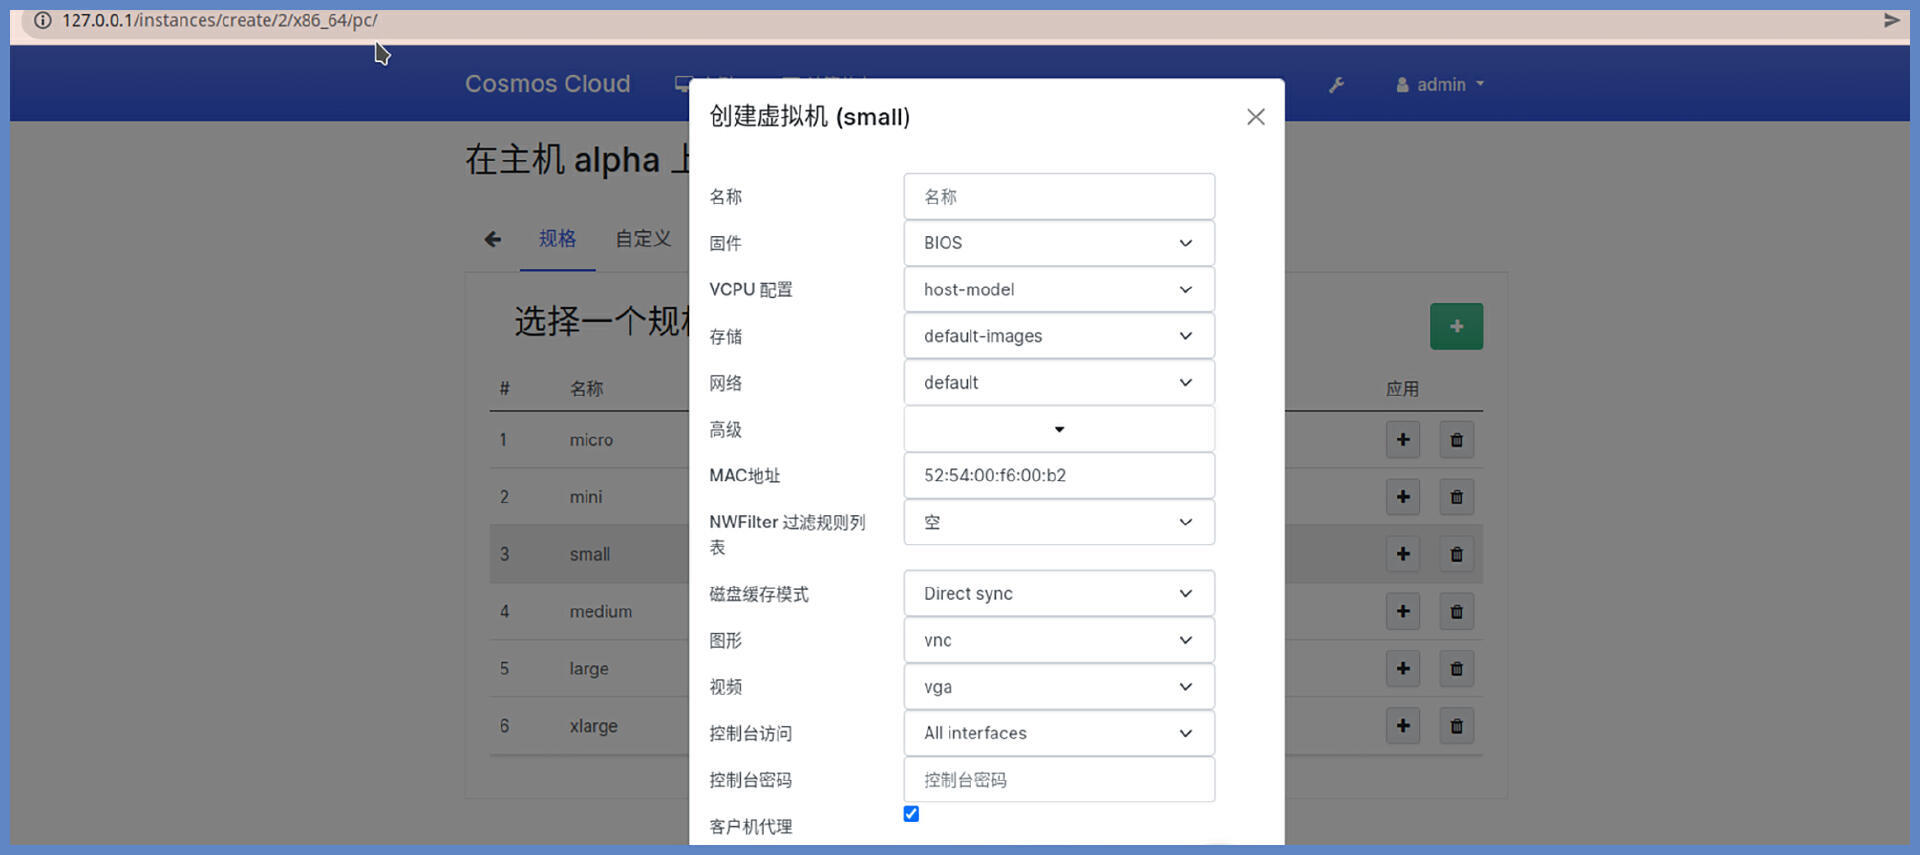 127.0.0.1/instances/create/2/x86_64/pc/
Cosmos Cloud
admin
创建虚拟机 (small)
在主机 alpha 上
规格
自定义
选择一个规
#
名称
应用
1
micro
2
mini
3
small
4
medium
5
large
6
xlarge
名称
名称
固件
BIOS
VCPU 配置
host-model
存储
default-images
网络
default
高级
MAC地址
52:54:00:f6:00:b2
NWFilter 过滤规则列
表
空
磁盘缓存模式
Direct sync
图形
vnc
视频
vga
控制台访问
All interfaces
控制台密码
控制台密码
客户机代理